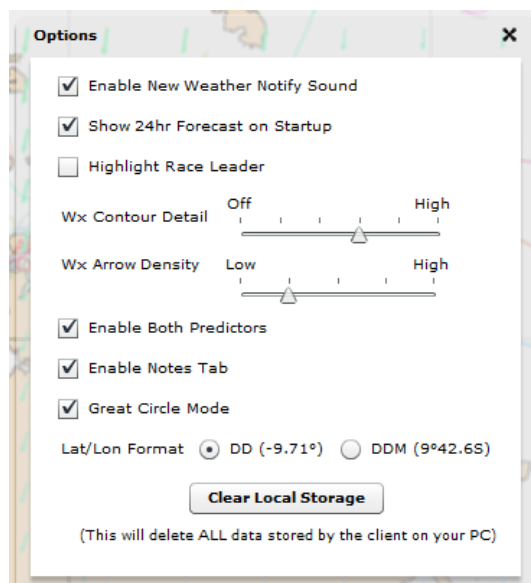 Options
Enable New Weather Notify Sound
Show 24hr Forecast on Startup
Highlight Race Leader
Off High
Wx Contour Detail
Low High
Wx Arrow Density
Enable Both Predictors
Enable Notes Tab
Great Circle Mode
Lat/Lon Format DD (-9.71°) DDM (9°42.6S)
Clear Local Storage
(This will delete ALL data stored by the client on your PC)